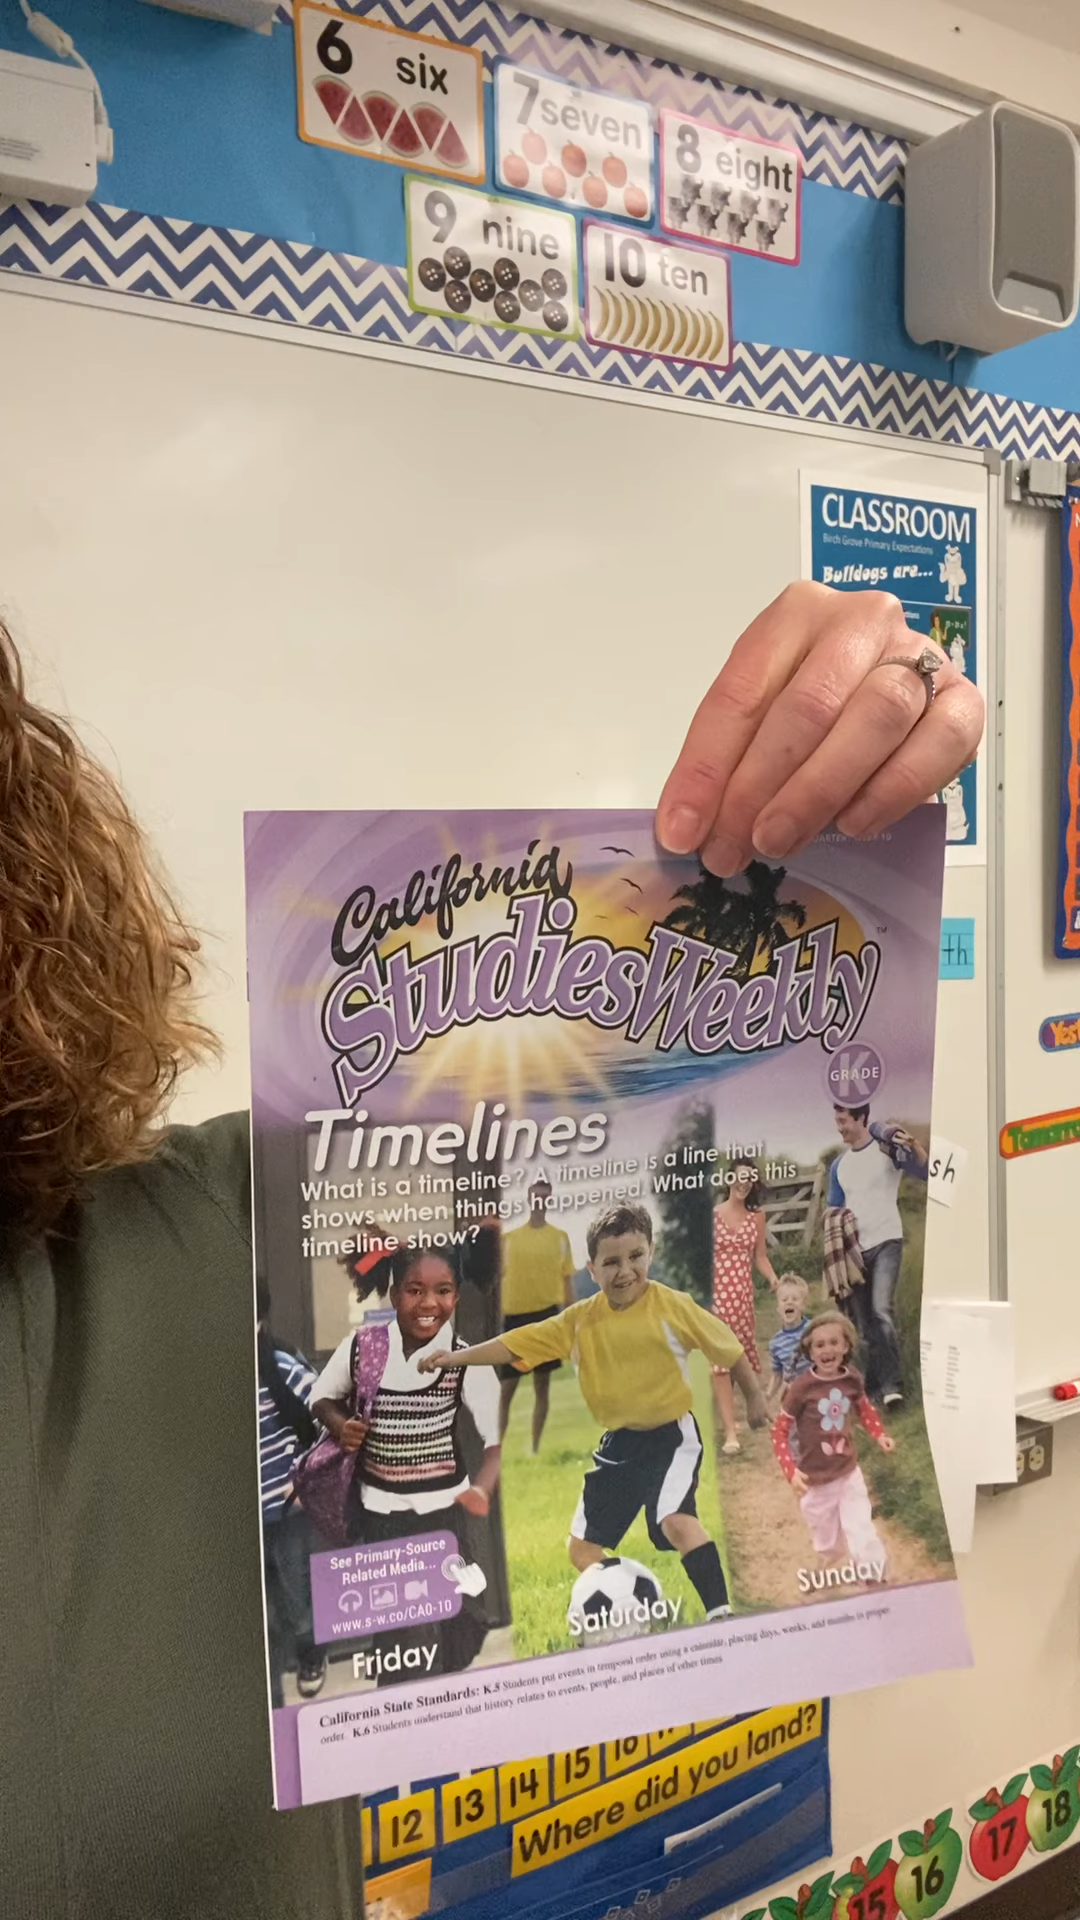 6 six
7 seven
8 eight
9 nine
10 ten
CLASSROOM
Birch Grove Primary Expectations
Bulldogs are...
California
StudiesWeekly
™
GRADE K
Timelines
What is a timeline? A timeline is a line that
shows when things happened. What does this
timeline show?
th
sh
See Primary-Source
Related Media...
www.s-w.co/CAO-10
Friday
Saturday
Sunday
California State Standards: K.5 Students put events in temporal order using a calendar, placing days, weeks, and months in proper
order. K.6 Students understand that history relates to events, people, and places of other times.
12 13 14 15 16 17
Where did you land?
15 16 17 18